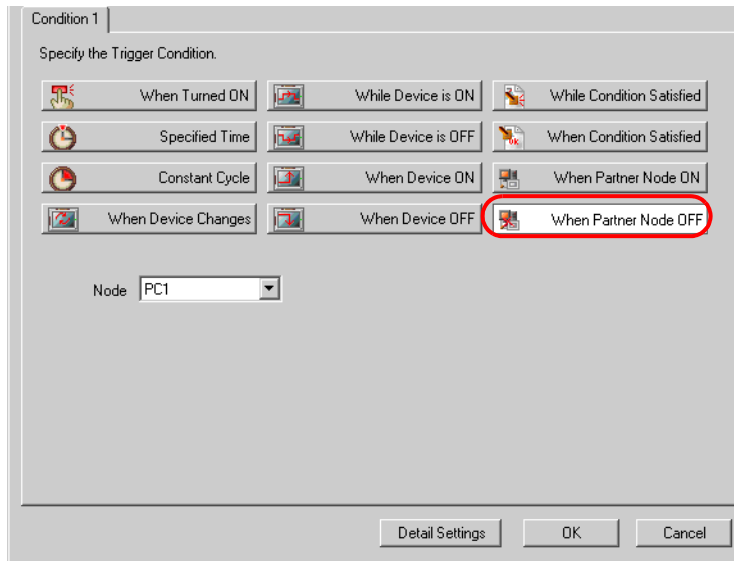 Condition 1
Specify the Trigger Condition.
When Turned ON While Device is ON While Condition Satisfied
Specified Time While Device is OFF When Condition Satisfied
Constant Cycle When Device ON When Partner Node ON
When Device Changes When Device OFF When Partner Node OFF
Node PC1
Detail Settings OK Cancel